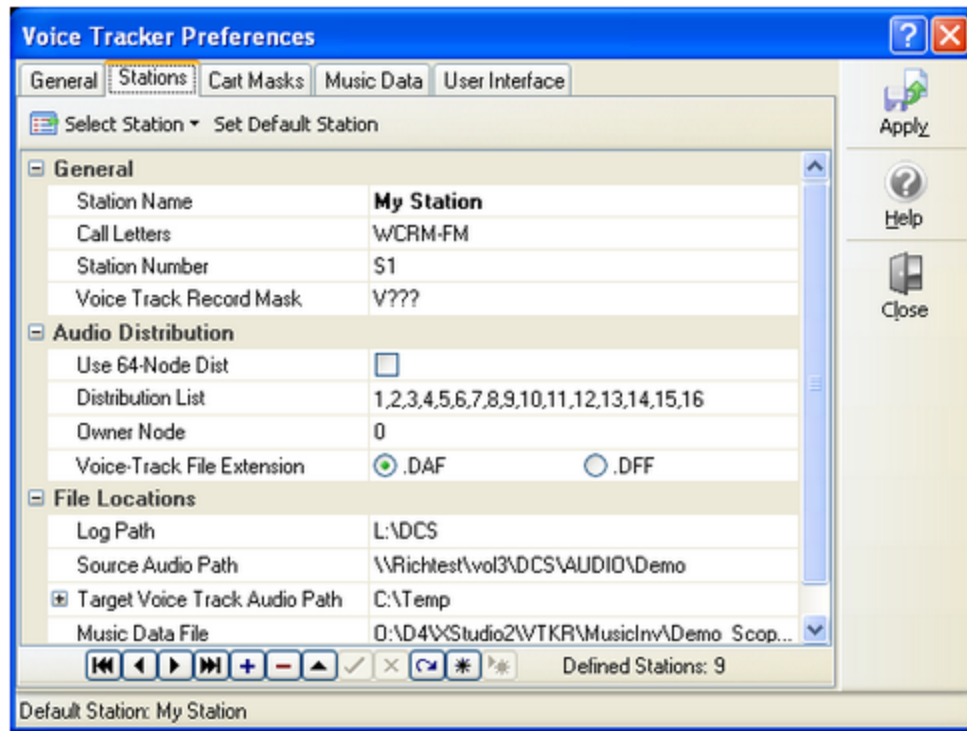 Voice Tracker Preferences
General Stations Cart Masks Music Data User Interface
Select Station Set Default Station
Apply
Help
Close
General
Station Name My Station
Call Letters WCRM-FM
Station Number S1
Voice Track Record Mask V???
Audio Distribution
Use 64-Node Dist
Distribution List 1,2,3,4,5,6,7,8,9,10,11,12,13,14,15,16
Owner Node 0
Voice-Track File Extension .DAF .DFF
File Locations
Log Path L:\DCS
Source Audio Path \\Richtest\vol3\DCS\AUDIO\Demo
Target Voice Track Audio Path C:\Temp
Music Data File O:\D4\XStudio2\VTKR\MusicInv\Demo_Scop...
Defined Stations: 9
Default Station: My Station